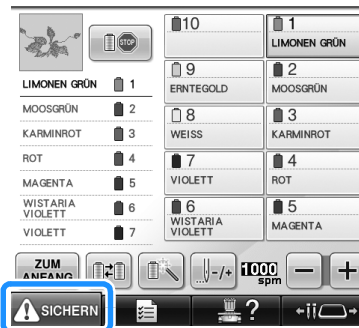 STOP
LIMONEN GRÜN 1
MOOSGRÜN 2
KARMINROT 3
ROT 4
MAGENTA 5
WISTARIA
VIOLETT 6
VIOLETT 7
10
1
LIMONEN GRÜN
9
ERNTEGOLD
2
MOOSGRÜN
8
WEISS
3
KARMINROT
7
VIOLETT
4
ROT
6
WISTARIA
VIOLETT
5
MAGENTA
ZUM
ANFANG
-/+
1000
spm
SICHERN
?